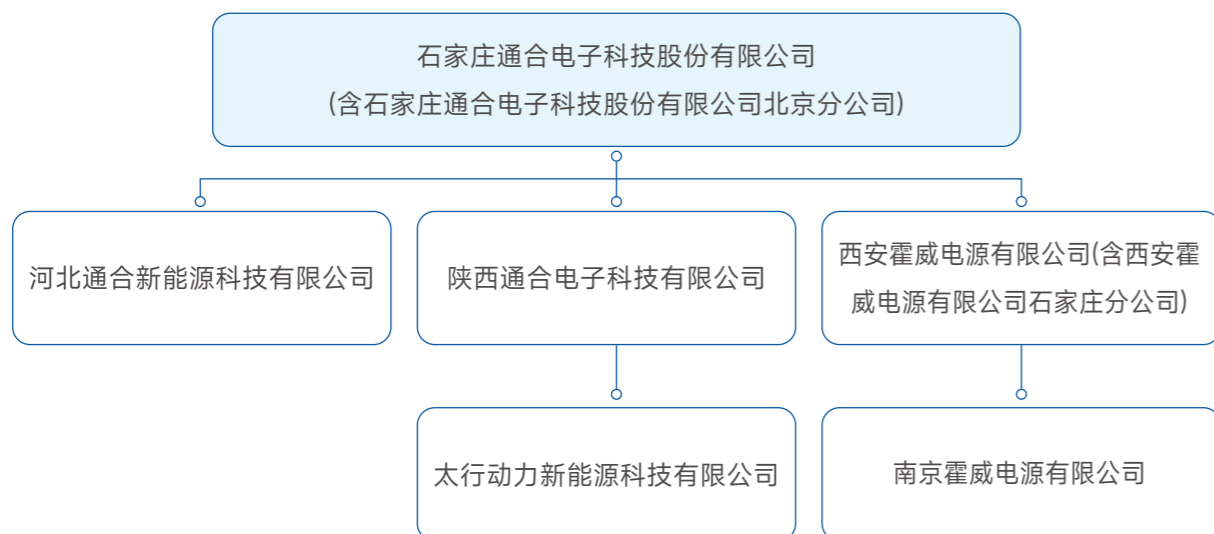 石家庄通合电子科技股份有限公司
(含石家庄通合电子科技股份有限公司北京分公司)
河北通合新能源科技有限公司
陕西通合电子科技有限公司
西安霍威电源有限公司(含西安霍
威电源有限公司石家庄分公司)
太行动力新能源科技有限公司
南京霍威电源有限公司